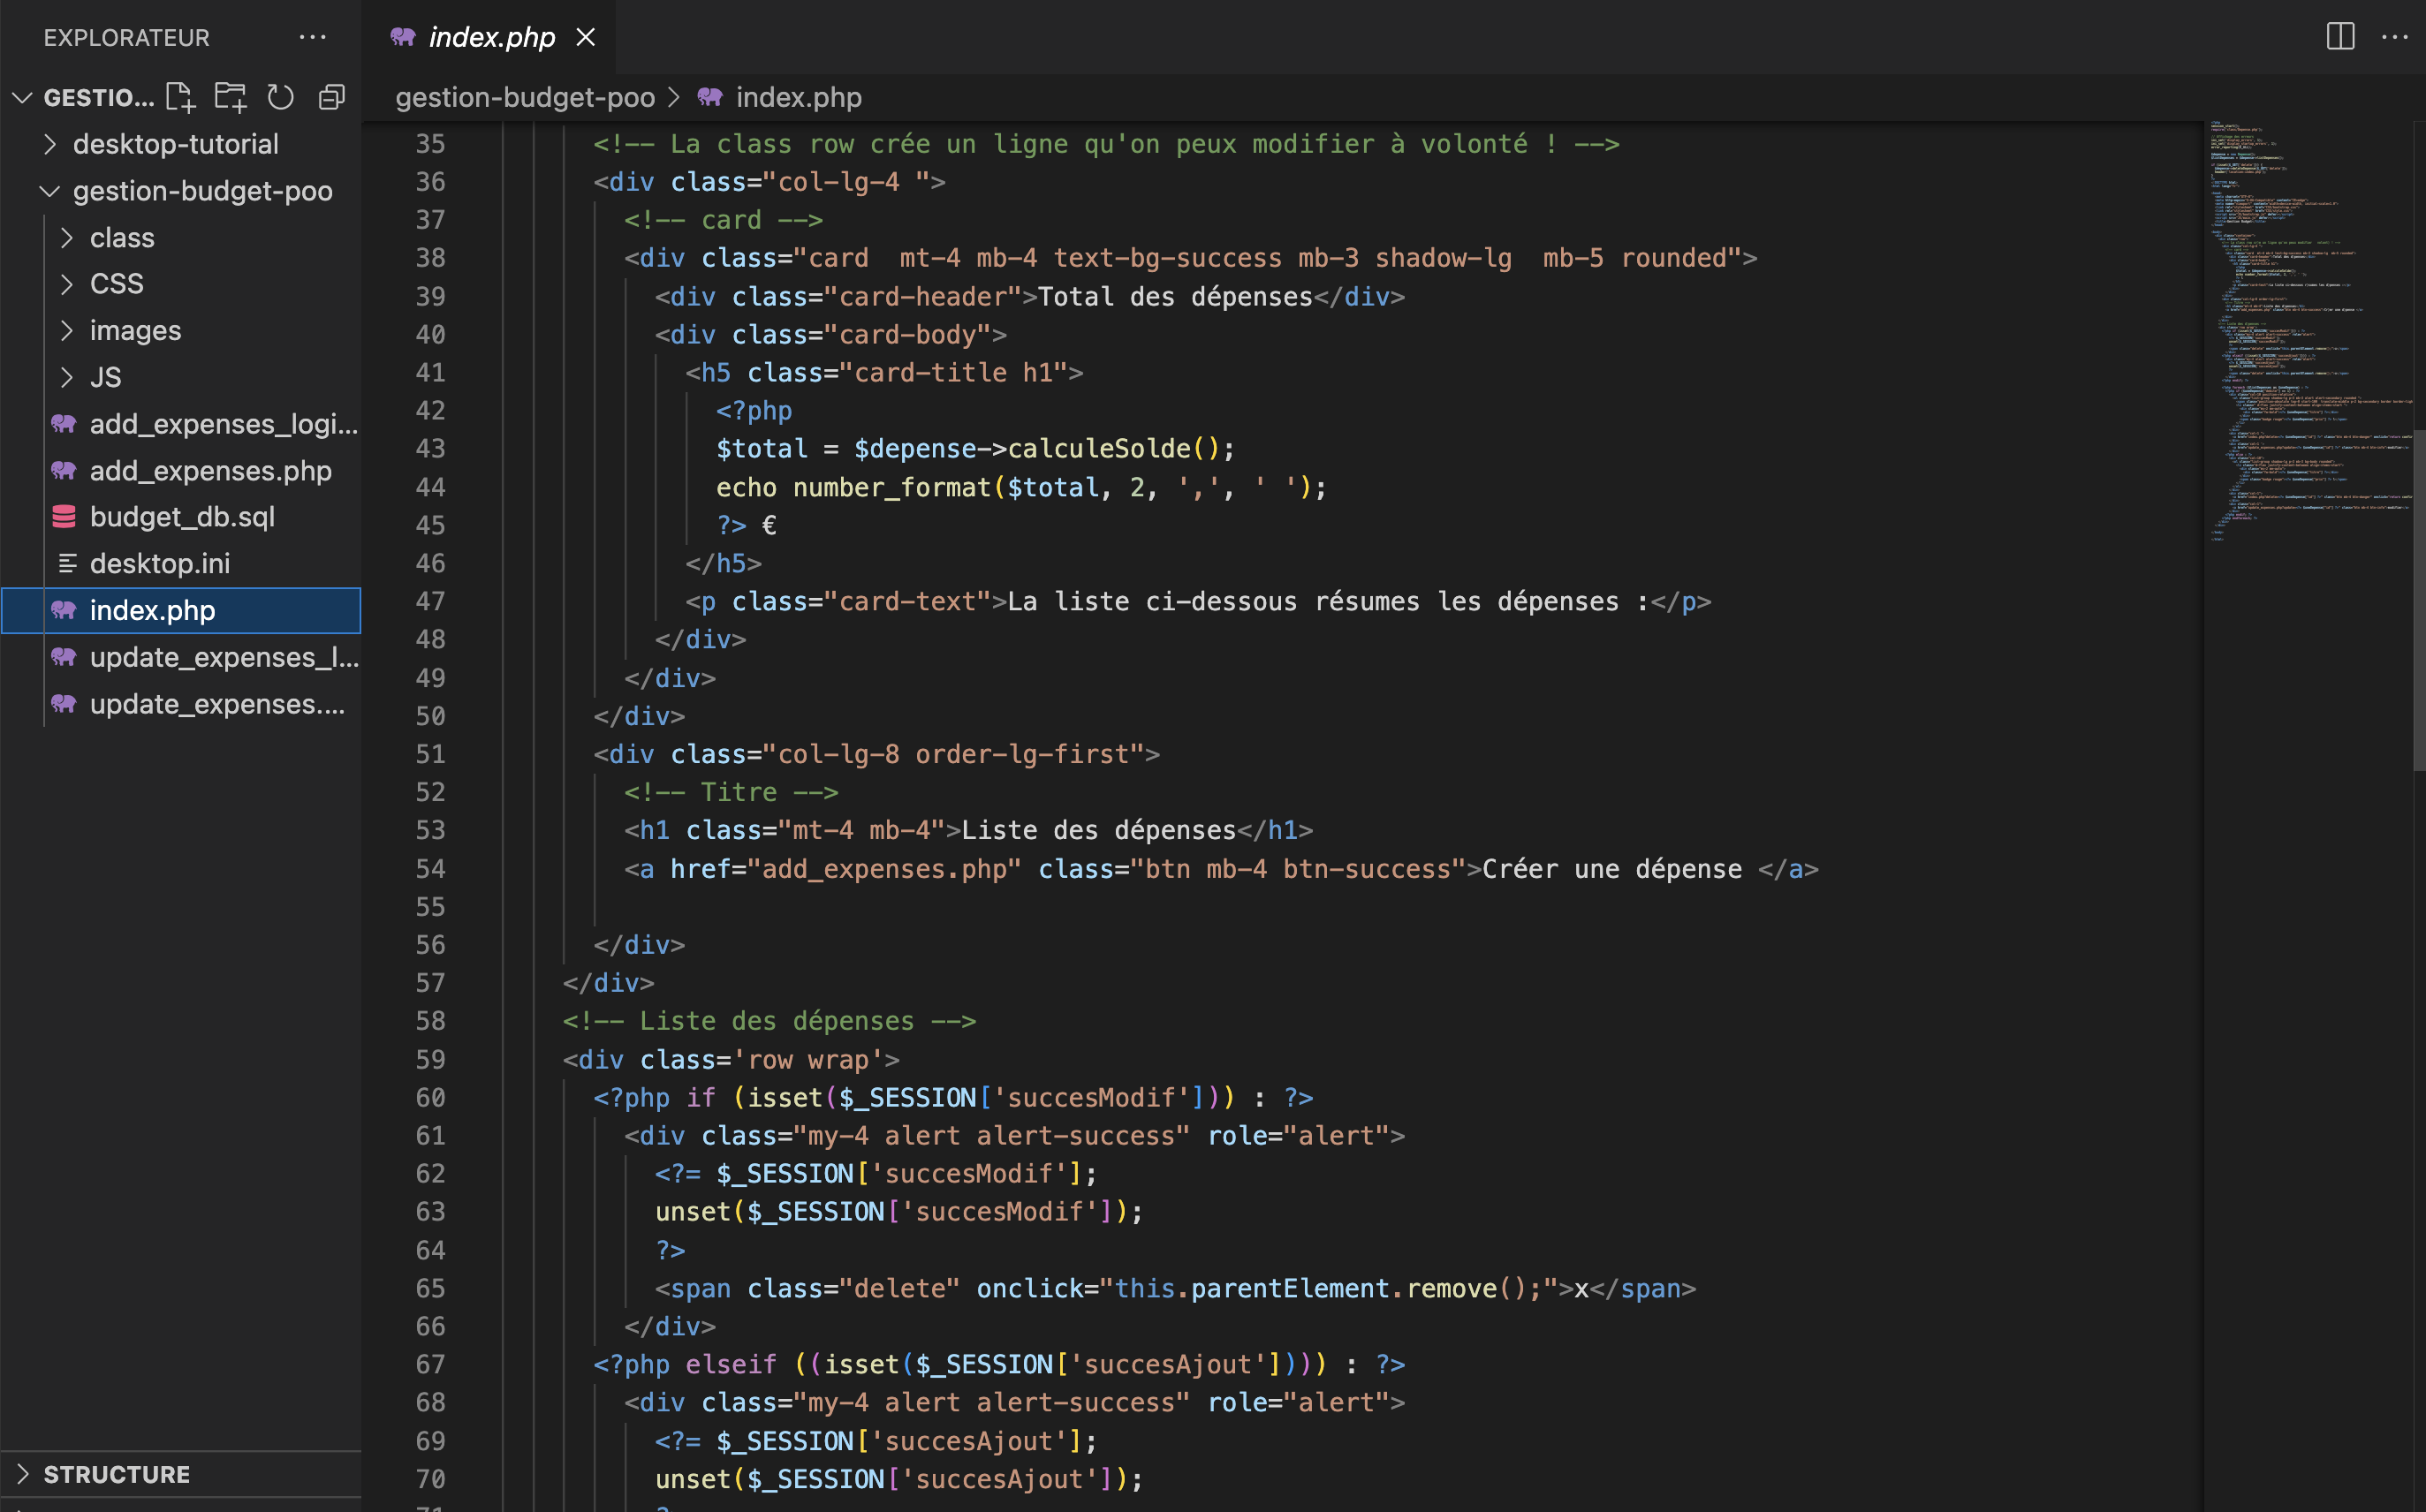 EXPLORATEUR
GESTIO...
desktop-tutorial
gestion-budget-poo
class
CSS
images
JS
add_expenses_logi...
add_expenses.php
budget_db.sql
desktop.ini
index.php
update_expenses_l...
update_expenses....
STRUCTURE
index.php
gestion-budget-poo > index.php
35 <!-- La class row crée un ligne qu'on peux modifier à volonté ! -->
36 <div class="col-lg-4 ">
37 <!-- card -->
38 <div class="card  mt-4 mb-4 text-bg-success mb-3 shadow-lg  mb-5 rounded">
39 <div class="card-header">Total des dépenses</div>
40 <div class="card-body">
41 <h5 class="card-title h1">
42 <?php
43 $total = $depense->calculeSolde();
44 echo number_format($total, 2, ',', ' ');
45 ?> €
46 </h5>
47 <p class="card-text">La liste ci-dessous résumes les dépenses :</p>
48 </div>
49 </div>
50 </div>
51 <div class="col-lg-8 order-lg-first">
52 <!-- Titre -->
53 <h1 class="mt-4 mb-4">Liste des dépenses</h1>
54 <a href="add_expenses.php" class="btn mb-4 btn-success">Créer une dépense </a>
55
56 </div>
57 </div>
58 <!-- Liste des dépenses -->
59 <div class='row wrap'>
60 <?php if (isset($_SESSION['succesModif'])) : ?>
61 <div class="my-4 alert alert-success" role="alert">
62 <?= $_SESSION['succesModif'];
63 unset($_SESSION['succesModif']);
64 ?>
65 <span class="delete" onclick="this.parentElement.remove();">x</span>
66 </div>
67 <?php elseif ((isset($_SESSION['succesAjout']))) : ?>
68 <div class="my-4 alert alert-success" role="alert">
69 <?= $_SESSION['succesAjout'];
70 unset($_SESSION['succesAjout']);